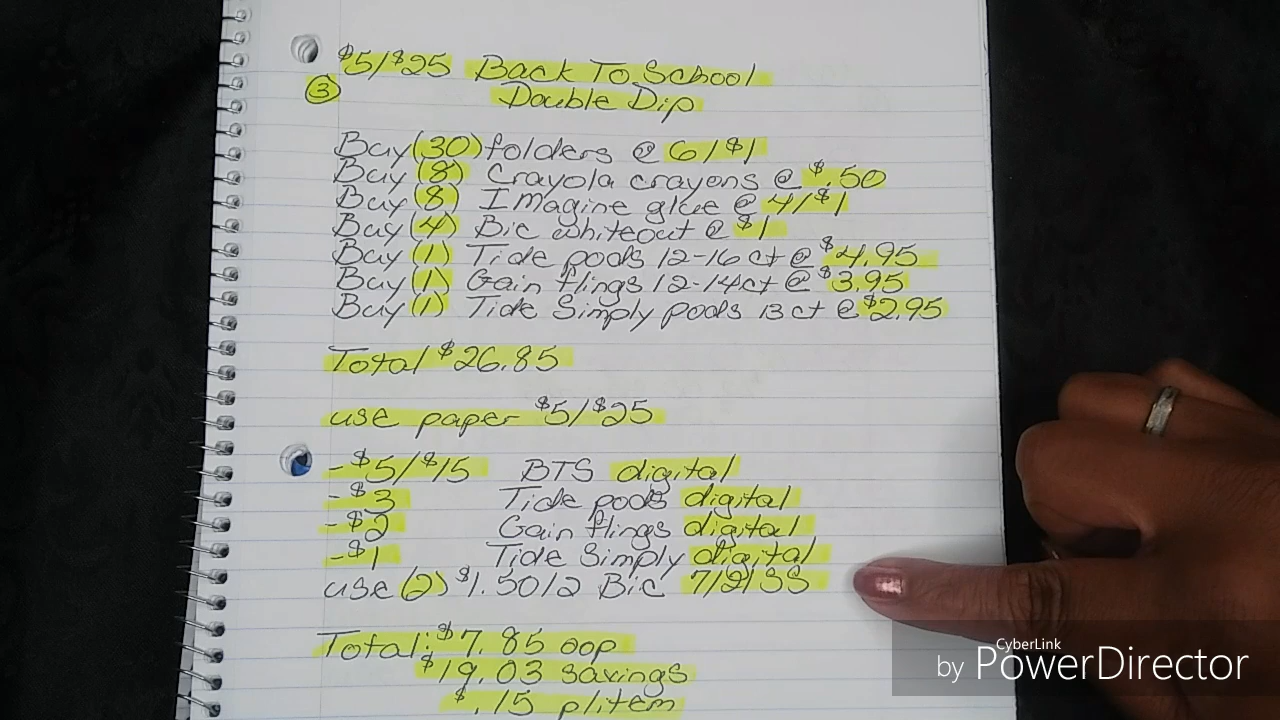 $5/$25 Back To School
③ Double Dip
Buy (30) folders @ 6/$1
Buy (8) Crayola crayons @ $.50
Buy (8) Imagine glue @ 4/$1
Buy (4) Bic whiteout @ $1
Buy (1) Tide pods 12-16 ct @ $4.95
Buy (1) Gain flings 12-14ct @ $3.95
Buy (1) Tide Simply pods 13 ct @ $2.95
Total $26.85
use paper $5/$25
-$5/$15 BTS digital
-$3 Tide pods digital
-$2 Gain flings digital
-$1 Tide Simply digital
use (2) $1.50/2 Bic 7/2/SS
Total: $7.85 oop
$19.03 savings
$.15 p/item
CyberLink
by PowerDirector